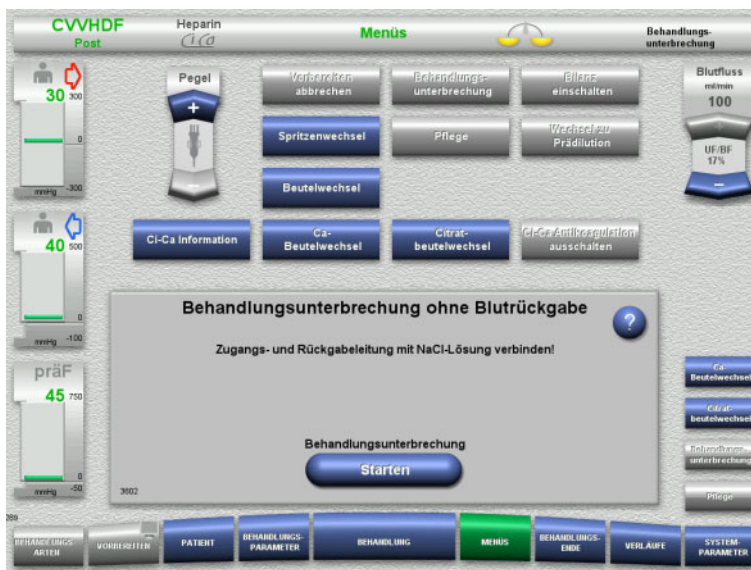 CVVHDF
Post
Heparin
Ci Ca
Menüs
Behandlungs-
unterbrechung
30
300
0
-300
mmHg
40
500
0
-100
mmHg
präF
45
750
0
-50
mmHg
Pegel
+
−
Vorbereiten
abbrechen
Behandlungs-
unterbrechung
Bilanz
einschalten
Spritzenwechsel
Pflege
Wechsel zu
Prädilution
Beutelwechsel
Ci-Ca Information
Ca-
Beutelwechsel
Citrat-
beutelwechsel
Ci-Ca Antikoagulation
ausschalten
Blutfluss
ml/min
100
UF/BF
17%
−
Behandlungsunterbrechung ohne Blutrückgabe
?
Zugangs- und Rückgabeleitung mit NaCl-Lösung verbinden!
Behandlungsunterbrechung
Starten
3602
Ca-
Beutelwechsel
Citrat-
beutelwechsel
Behandlungs-
unterbrechung
Pflege
BEHANDLUNGS-
ARTEN
VORBEREITEN
PATIENT
BEHANDLUNGS-
PARAMETER
BEHANDLUNG
MENÜS
BEHANDLUNGS-
ENDE
VERLÄUFE
SYSTEM-
PARAMETER